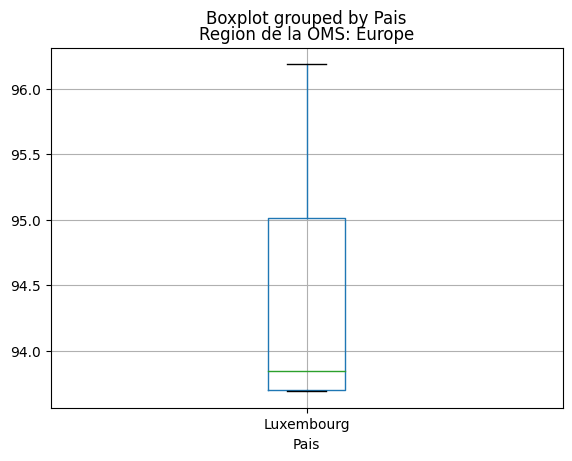 Boxplot grouped by Pais
Region de la OMS: Europe
96.0
95.5
95.0
94.5
94.0
Luxembourg
Pais